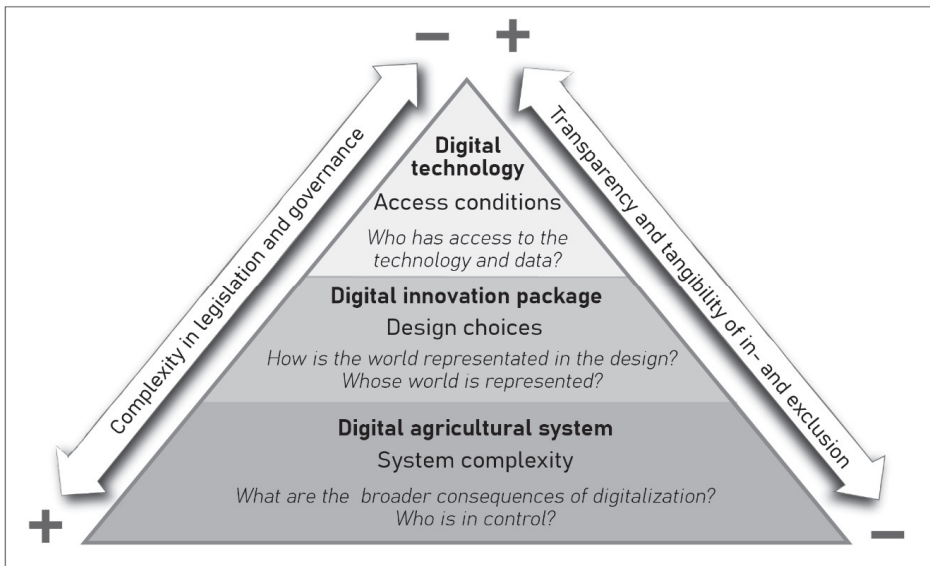 − +
Complexity in legislation and governance
Transparency and tangibility of in- and exclusion
Digital
technology
Access conditions
Who has access to the
technology and data?
Digital innovation package
Design choices
How is the world representated in the design?
Whose world is represented?
Digital agricultural system
System complexity
What are the broader consequences of digitalization?
Who is in control?
+ −